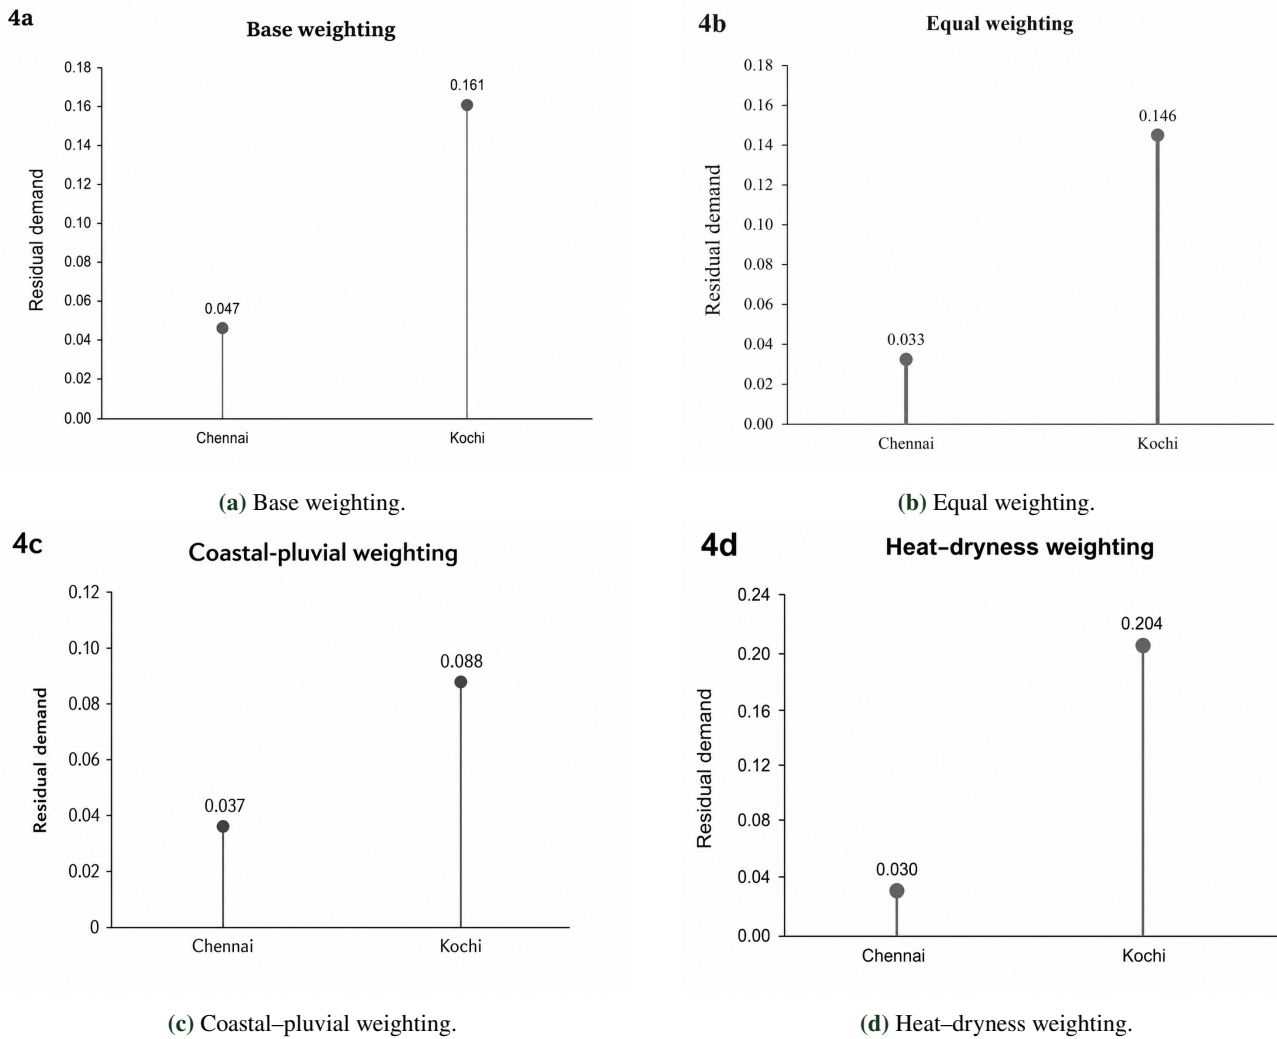 4a
Base weighting
Residual demand
0.18
0.16
0.14
0.12
0.10
0.08
0.06
0.04
0.02
0.00
0.047
0.161
Chennai Kochi
(a) Base weighting.
4b
Equal weighting
Residual demand
0.18
0.16
0.14
0.12
0.10
0.08
0.06
0.04
0.02
0.00
0.033
0.146
Chennai Kochi
(b) Equal weighting.
4c
Coastal-pluvial weighting
Residual demand
0.12
0.10
0.08
0.06
0.04
0.02
0
0.037
0.088
Chennai Kochi
(c) Coastal–pluvial weighting.
4d
Heat–dryness weighting
Residual demand
0.24
0.20
0.16
0.12
0.08
0.04
0.00
0.030
0.204
Chennai Kochi
(d) Heat–dryness weighting.